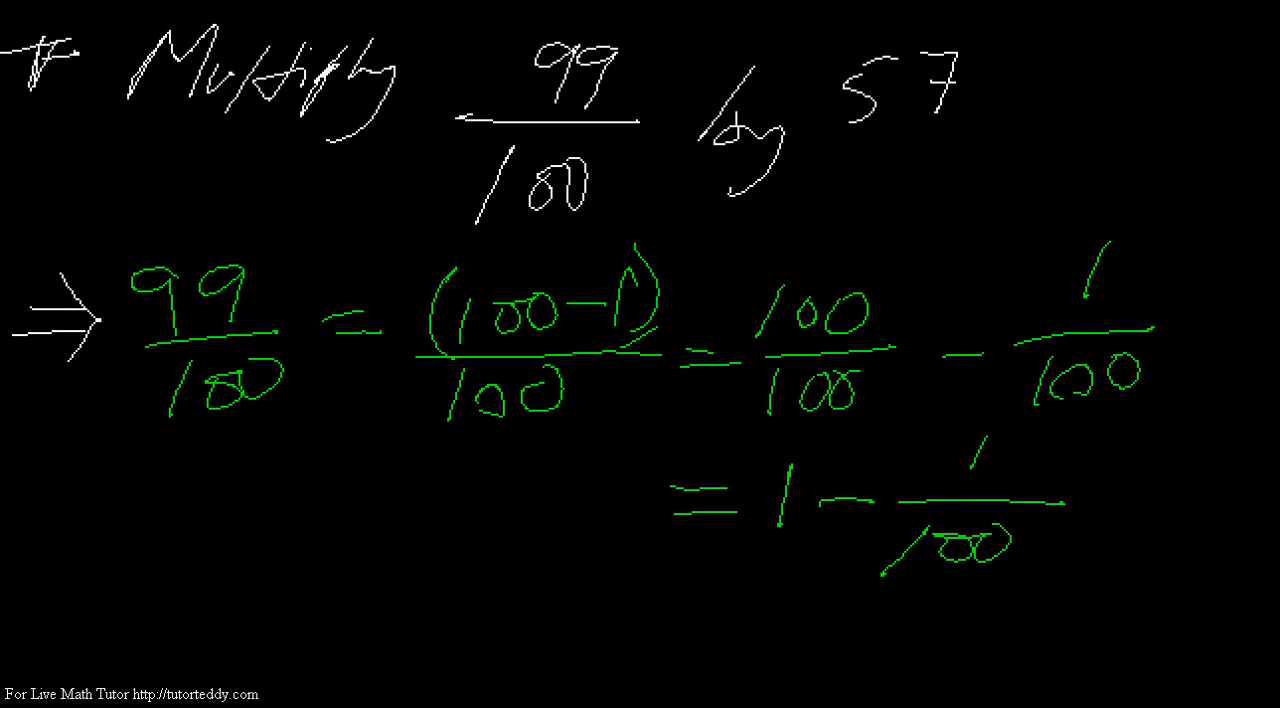 * Multiply 99/100 by 57
⇒ 99/100 = (100-1)/100 = 100/100 - 1/100
= 1 - 1/100
For Live Math Tutor http://tutorteddy.com